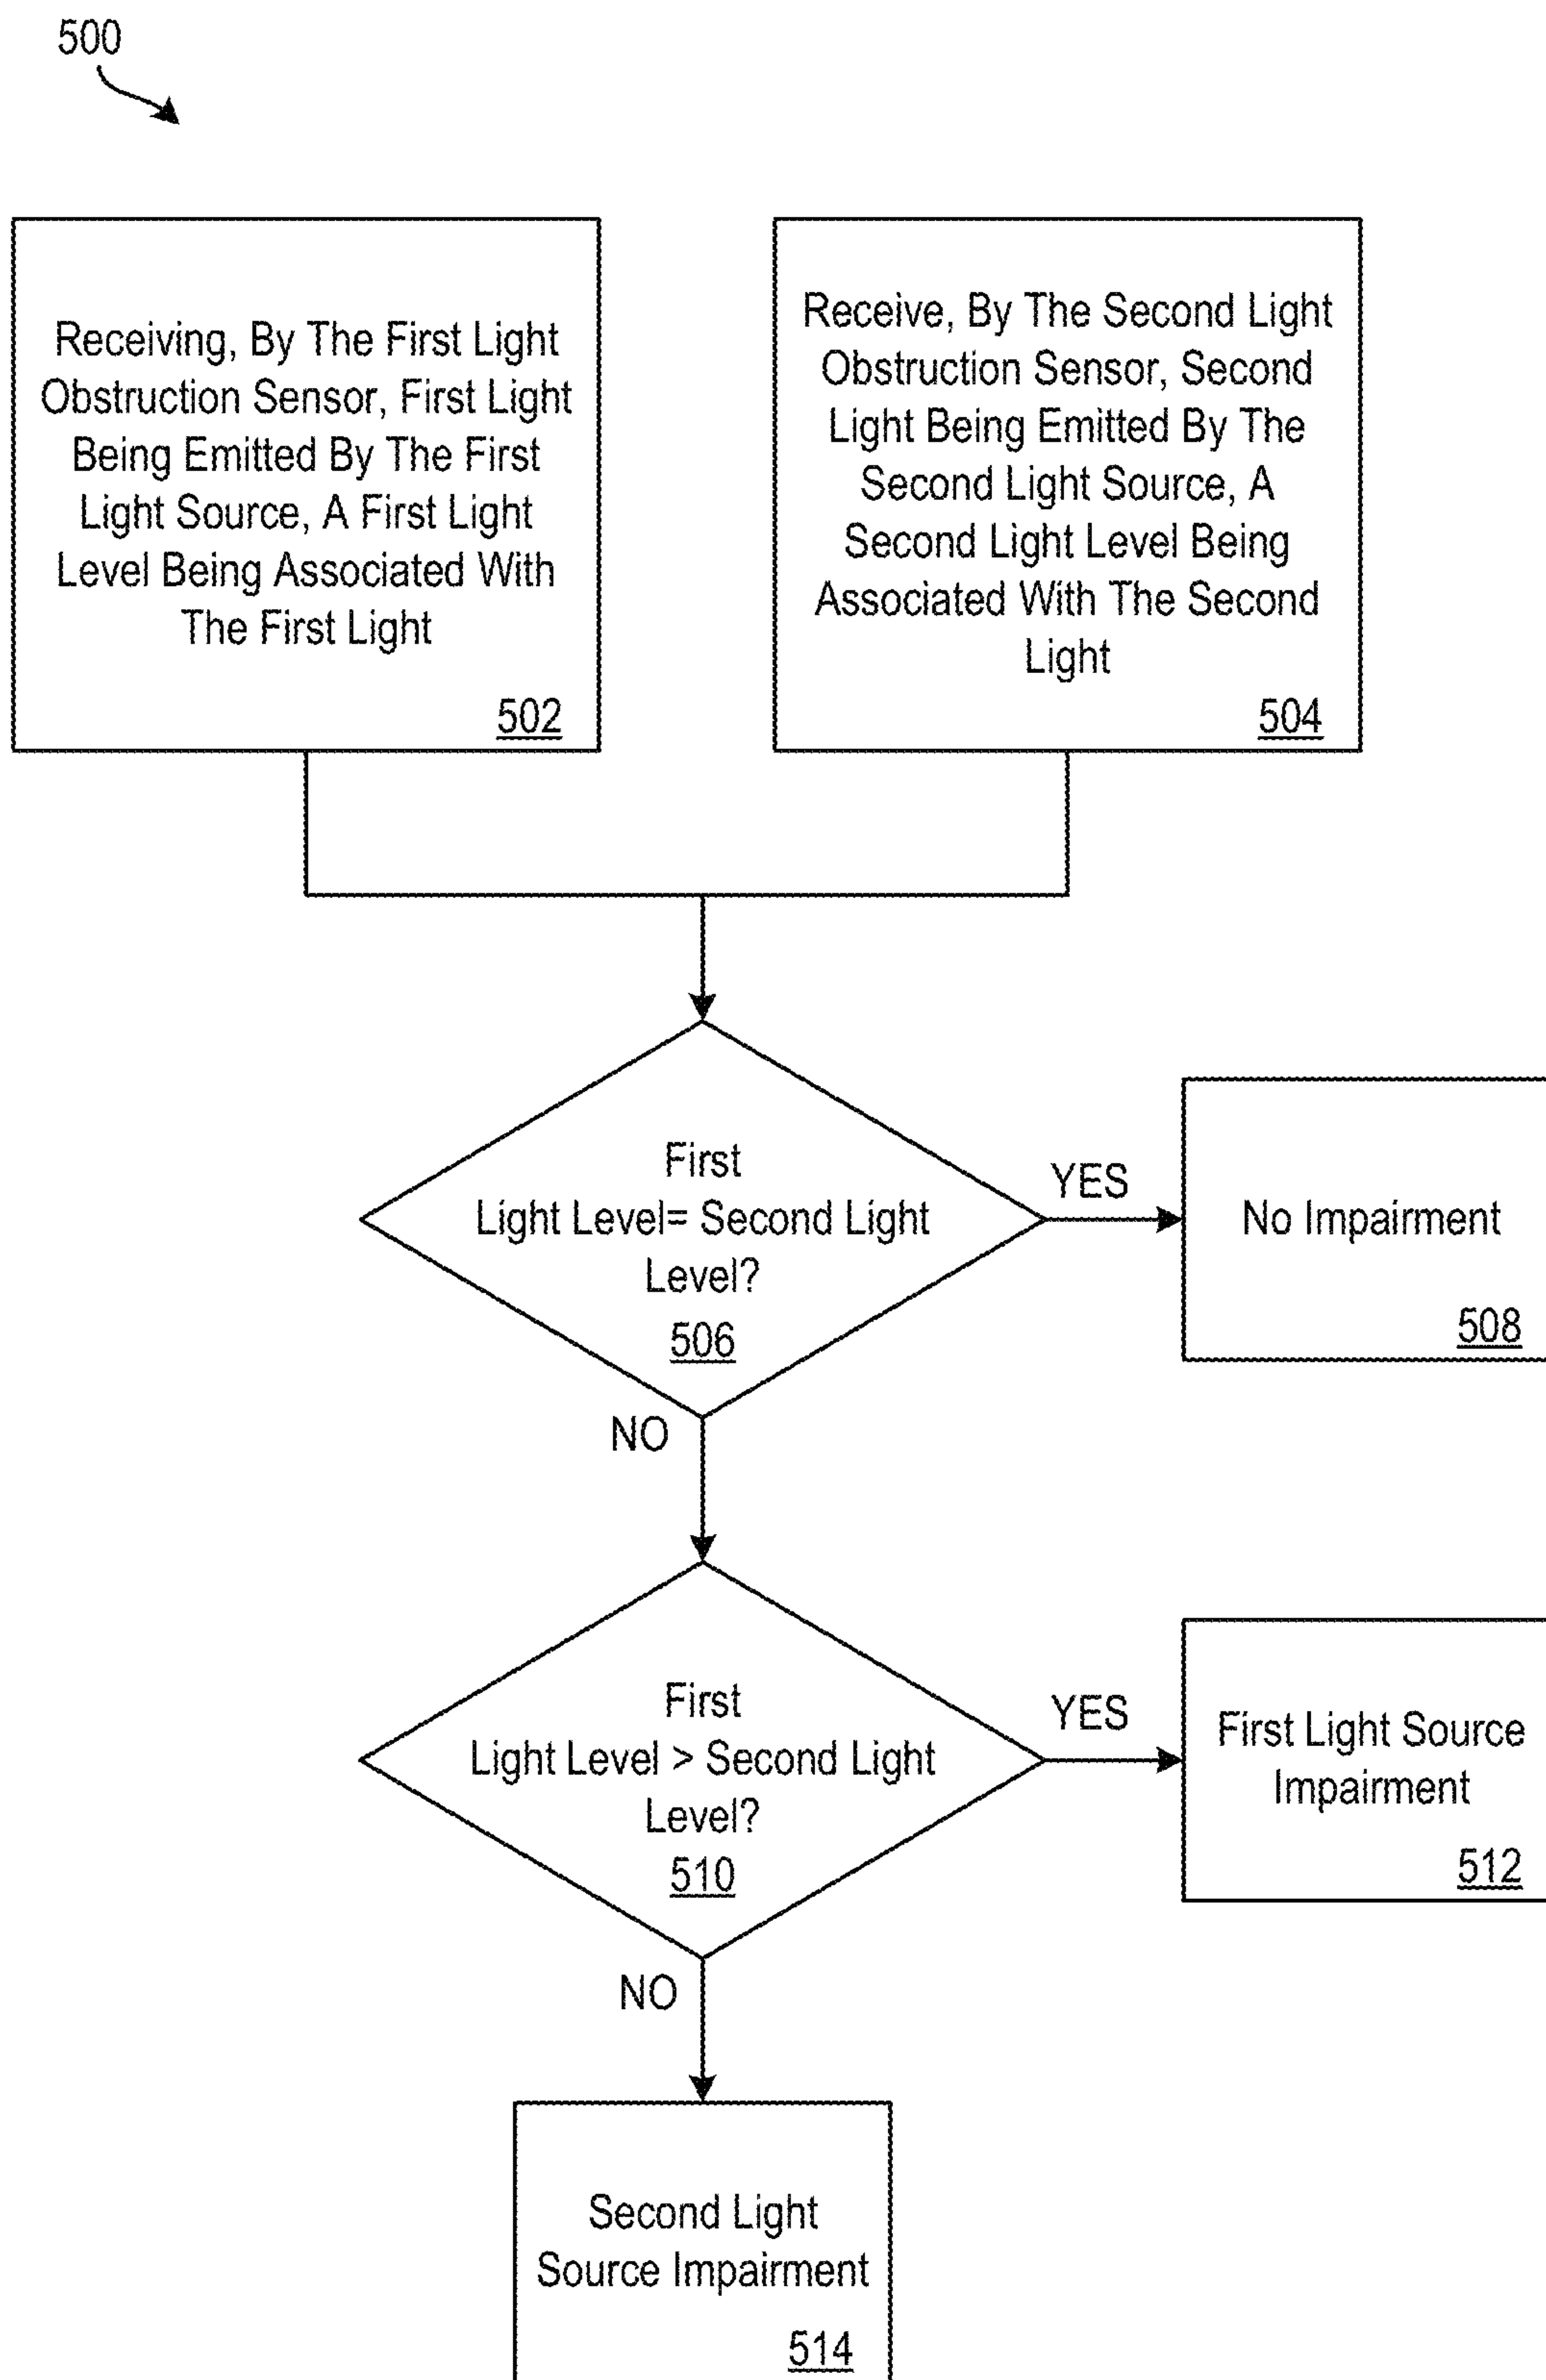 500
Receiving, By The First Light
Obstruction Sensor, First Light
Being Emitted By The First
Light Source, A First Light
Level Being Associated With
The First Light
502
Receive, By The Second Light
Obstruction Sensor, Second
Light Being Emitted By The
Second Light Source, A
Second Light Level Being
Associated With The Second
Light
504
First
Light Level= Second Light
Level?
506
YES
No Impairment
508
NO
First
Light Level > Second Light
Level?
510
YES
First Light Source
Impairment
512
NO
Second Light
Source Impairment
514